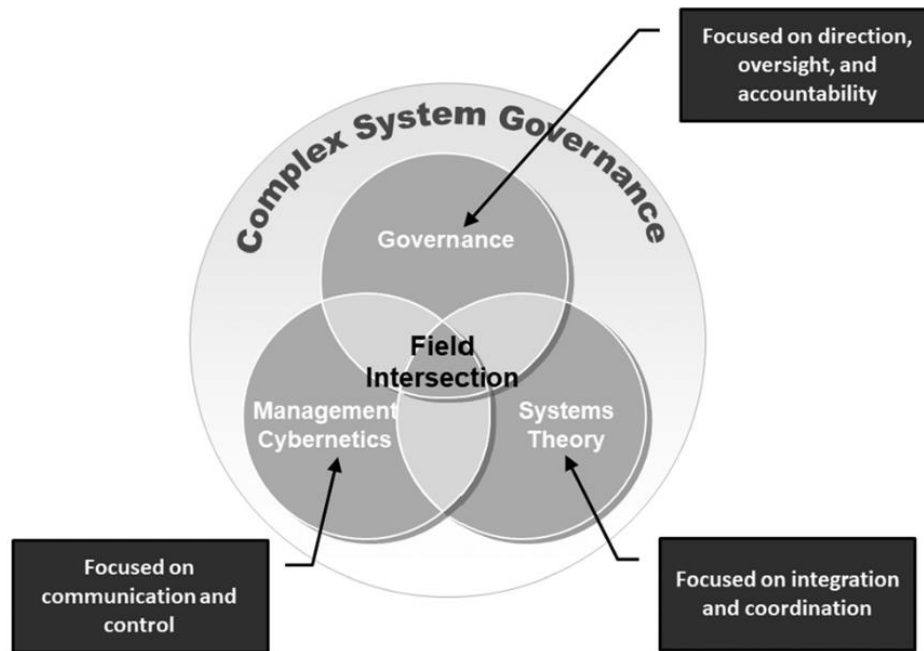 Focused on direction,
oversight, and
accountability
Complex System Governance
Governance
Field
Intersection
Management
Cybernetics
Systems
Theory
Focused on
communication and
control
Focused on integration
and coordination